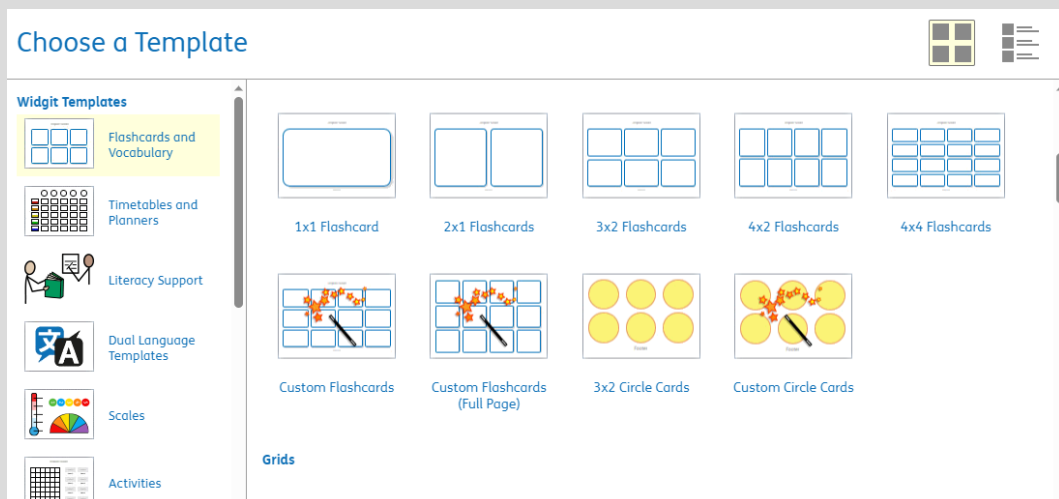 Choose a Template
Widgit Templates
Flashcards and
Vocabulary
Timetables and
Planners
Literacy Support
Dual Language
Templates
Scales
Activities
1x1 Flashcard
2x1 Flashcards
3x2 Flashcards
4x2 Flashcards
4x4 Flashcards
Custom Flashcards
Custom Flashcards
(Full Page)
3x2 Circle Cards
Custom Circle Cards
Grids